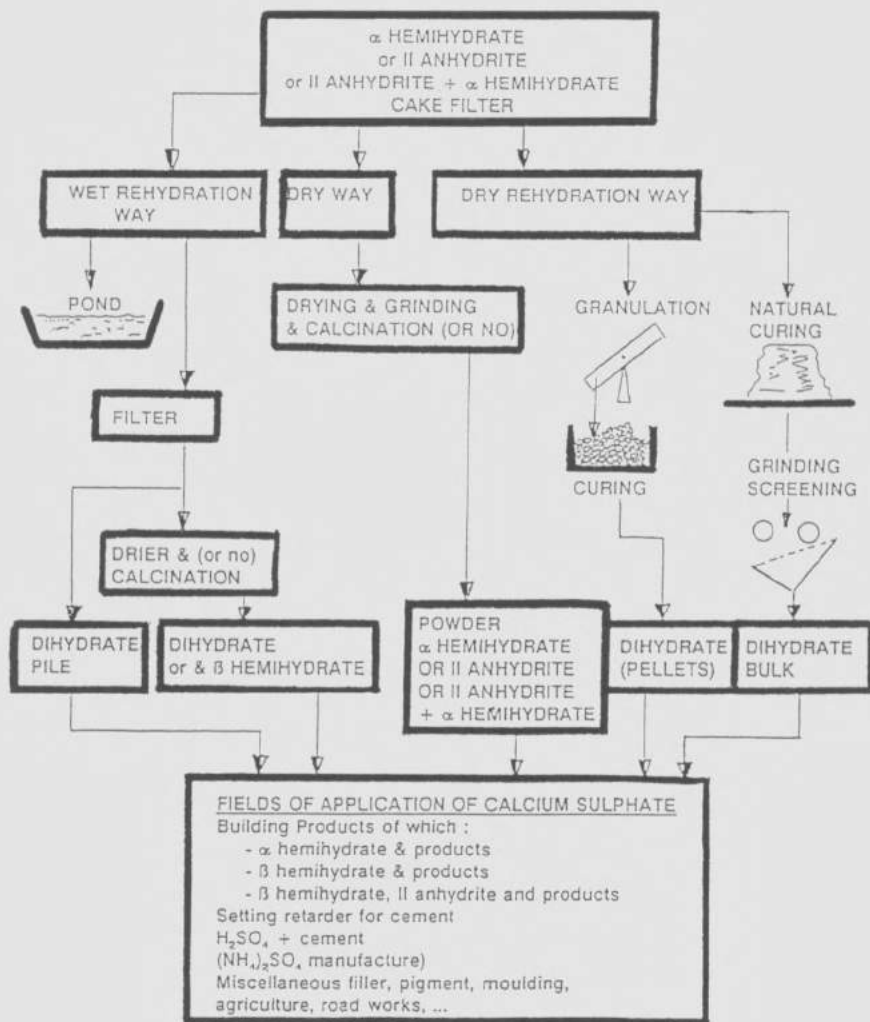 α HEMIHYDRATE
or II ANHYDRITE
or II ANHYDRITE + α HEMIHYDRATE
CAKE FILTER
WET REHYDRATION
WAY
DRY WAY
DRY REHYDRATION WAY
POND
DRYING & GRINDING
& CALCINATION (OR NO)
GRANULATION
NATURAL
CURING
FILTER
CURING
GRINDING
SCREENING
DRIER & (or no)
CALCINATION
DIHYDRATE
PILE
DIHYDRATE
or & ß HEMIHYDRATE
POWDER
α HEMIHYDRATE
OR II ANHYDRITE
OR II ANHYDRITE
+ α HEMIHYDRATE
DIHYDRATE
(PELLETS)
DIHYDRATE
BULK
FIELDS OF APPLICATION OF CALCIUM SULPHATE
Building Products of which :
- α hemihydrate & products
- ß hemihydrate & products
- ß hemihydrate, II anhydrite and products
Setting retarder for cement
H₂SO₄ + cement
(NH₄)₂SO₄ manufacture)
Miscellaneous filler, pigment, moulding,
agriculture, road works, ...